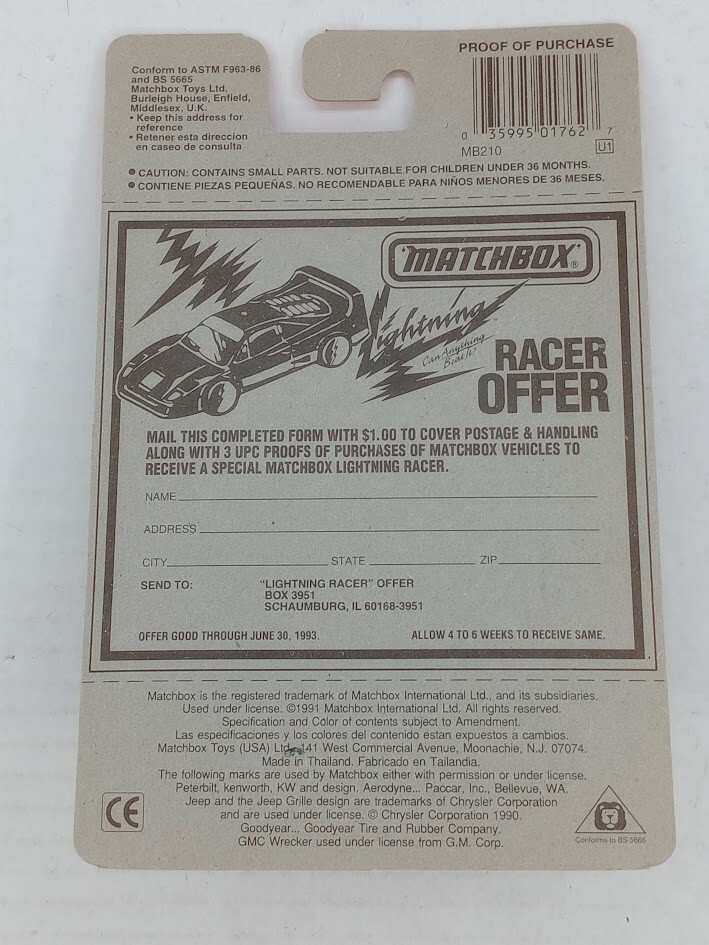 Conform to ASTM F963-86
and BS 5665
Matchbox Toys Ltd.
Burleigh House, Enfield,
Middlesex, U.K.
• Keep this address for
reference
• Retener esta direccion
en caseo de consulta
PROOF OF PURCHASE
0 35995 01762 7
MB210
U1
• CAUTION: CONTAINS SMALL PARTS. NOT SUITABLE FOR CHILDREN UNDER 36 MONTHS.
• CONTIENE PIEZAS PEQUEÑAS. NO RECOMENDABLE PARA NIÑOS MENORES DE 36 MESES.
"MATCHBOX"®
Lightning
Can Anything
Beat It?
RACER
OFFER
MAIL THIS COMPLETED FORM WITH $1.00 TO COVER POSTAGE & HANDLING
ALONG WITH 3 UPC PROOFS OF PURCHASES OF MATCHBOX VEHICLES TO
RECEIVE A SPECIAL MATCHBOX LIGHTNING RACER.
NAME
ADDRESS
CITY STATE ZIP
SEND TO: "LIGHTNING RACER" OFFER
BOX 3951
SCHAUMBURG, IL 60168-3951
OFFER GOOD THROUGH JUNE 30, 1993. ALLOW 4 TO 6 WEEKS TO RECEIVE SAME.
Matchbox is the registered trademark of Matchbox International Ltd., and its subsidiaries.
Used under license. ©1991 Matchbox International Ltd. All rights reserved.
Specification and Color of contents subject to Amendment.
Las especificaciones y los colores del contenido estan expuestos a cambios.
Matchbox Toys (USA) Ltd. 141 West Commercial Avenue, Moonachie, N.J. 07074.
Made in Thailand. Fabricado en Tailandia.
The following marks are used by Matchbox either with permission or under license.
Peterbilt, kenworth, KW and design. Aerodyne... Paccar, Inc., Bellevue, WA.
Jeep and the Jeep Grille design are trademarks of Chrysler Corporation
and are used under license. © Chrysler Corporation 1990.
Goodyear... Goodyear Tire and Rubber Company.
GMC Wrecker used under license from G.M. Corp.
CE
Conforms to BS 5665